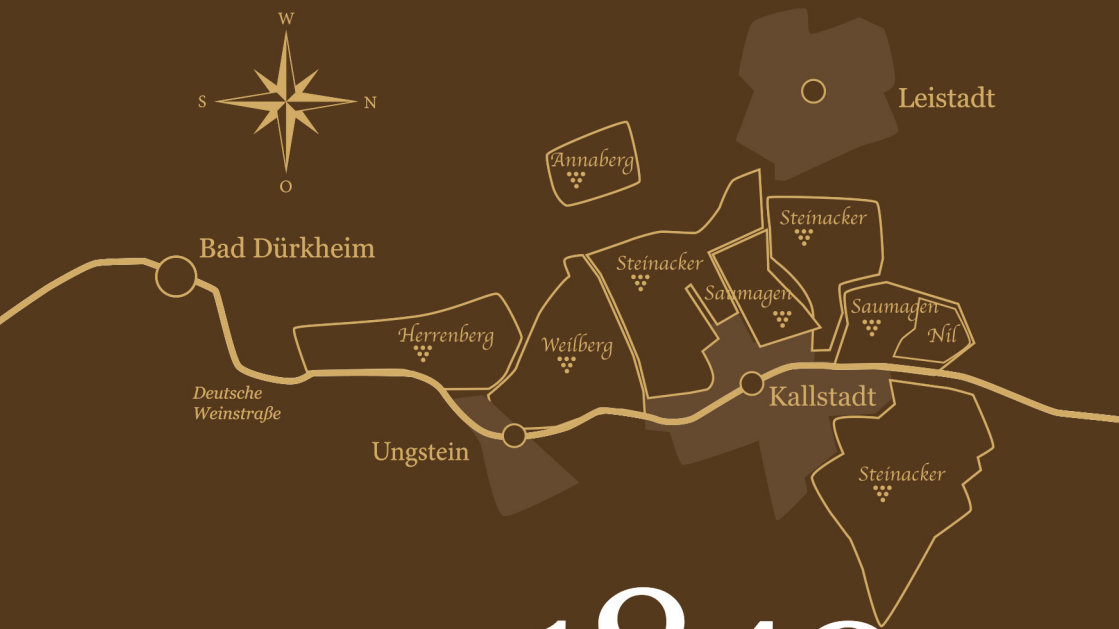 W
S N
O
Leistadt
Annaberg
Steinacker
Bad Dürkheim
Steinacker
Saumagen
Saumagen
Herrenberg
Weilberg
Nil
Deutsche
Weinstraße
Kallstadt
Ungstein
Steinacker